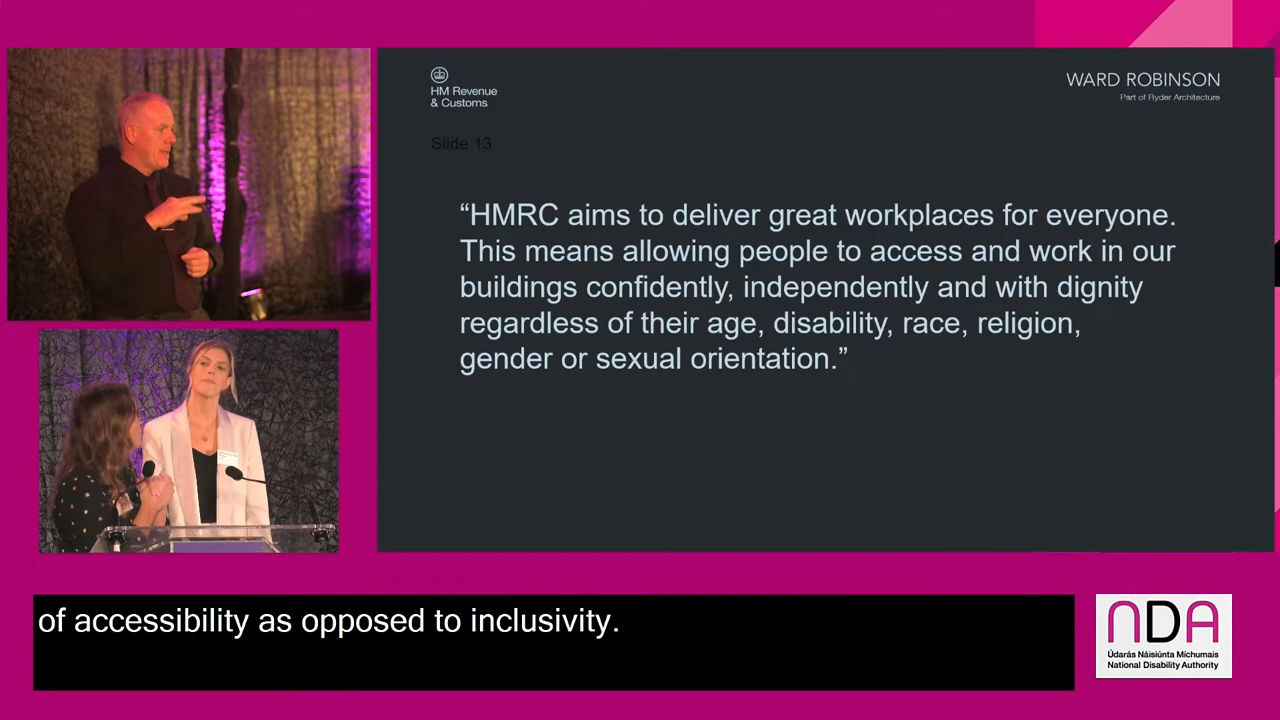 HM Revenue
& Customs
WARD ROBINSON
Part of Ryder Architecture
Slide 13
“HMRC aims to deliver great workplaces for everyone.
This means allowing people to access and work in our
buildings confidently, independently and with dignity
regardless of their age, disability, race, religion,
gender or sexual orientation.”
of accessibility as opposed to inclusivity.
NDA
Údarás Náisiúnta Míchumais
National Disability Authority